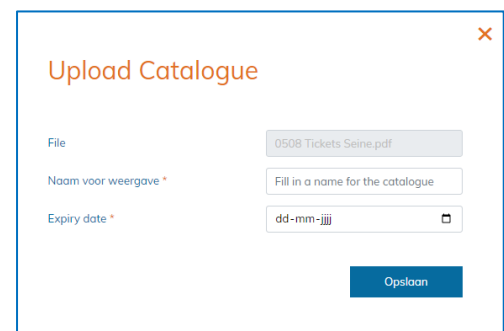 ×
Upload Catalogue
File
0508 Tickets Seine.pdf
Naam voor weergave *
Fill in a name for the catalogue
Expiry date *
dd-mm-jjjj
Opslaan